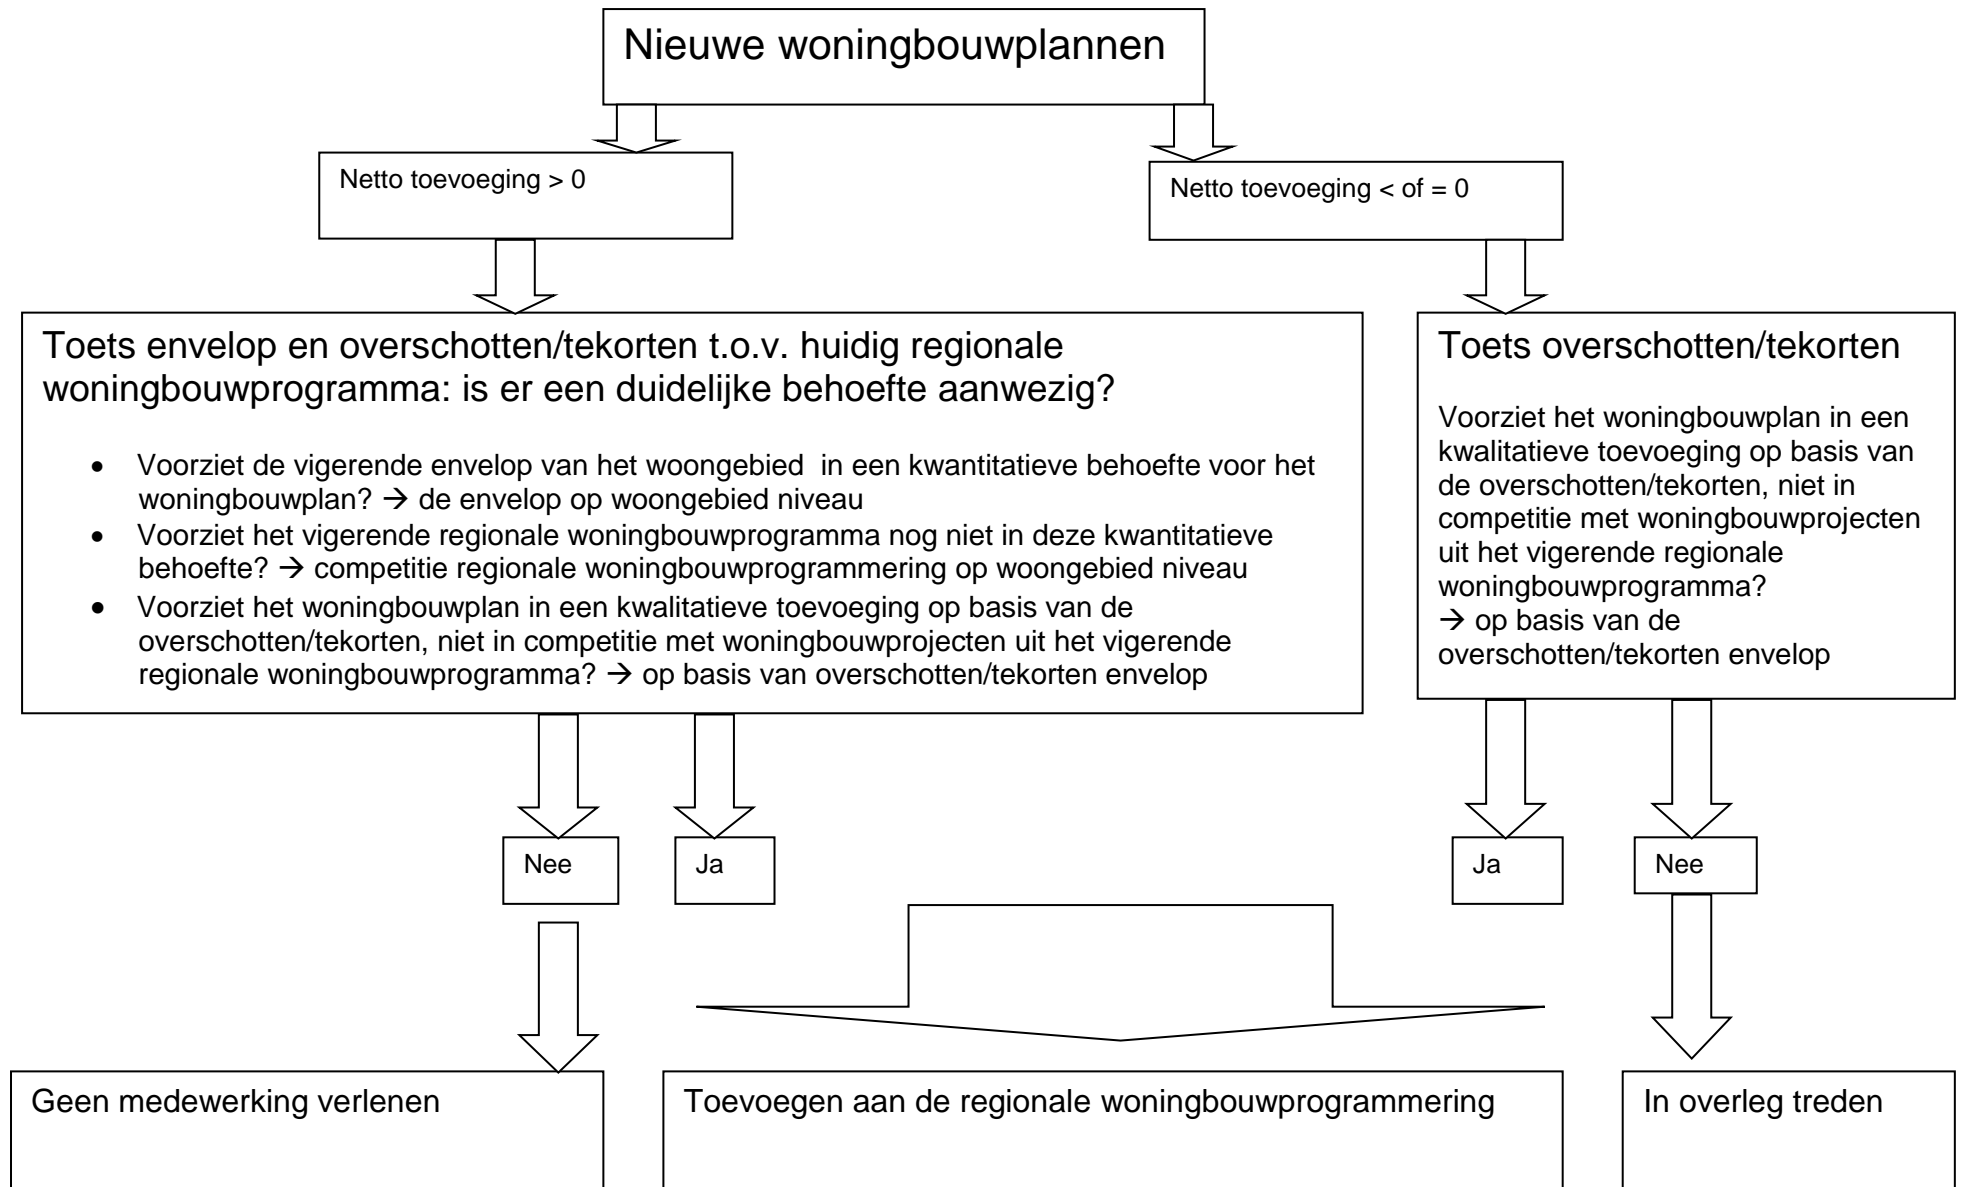 Nieuwe woningbouwplannen
Netto toevoeging > 0
Netto toevoeging < of = 0
Toets envelop en overschotten/tekorten t.o.v. huidig regionale
woningbouwprogramma: is er een duidelijke behoefte aanwezig?
• Voorziet de vigerende envelop van het woongebied in een kwantitatieve behoefte voor het
woningbouwplan? → de envelop op woongebied niveau
• Voorziet het vigerende regionale woningbouwprogramma nog niet in deze kwantitatieve
behoefte? → competitie regionale woningbouwprogrammering op woongebied niveau
• Voorziet het woningbouwplan in een kwalitatieve toevoeging op basis van de
overschotten/tekorten, niet in competitie met woningbouwprojecten uit het vigerende
regionale woningbouwprogramma? → op basis van overschotten/tekorten envelop
Toets overschotten/tekorten
Voorziet het woningbouwplan in een
kwalitatieve toevoeging op basis van
de overschotten/tekorten, niet in
competitie met woningbouwprojecten
uit het vigerende regionale
woningbouwprogramma?
→ op basis van de
overschotten/tekorten envelop
Nee
Ja
Ja
Nee
Geen medewerking verlenen
Toevoegen aan de regionale woningbouwprogrammering
In overleg treden